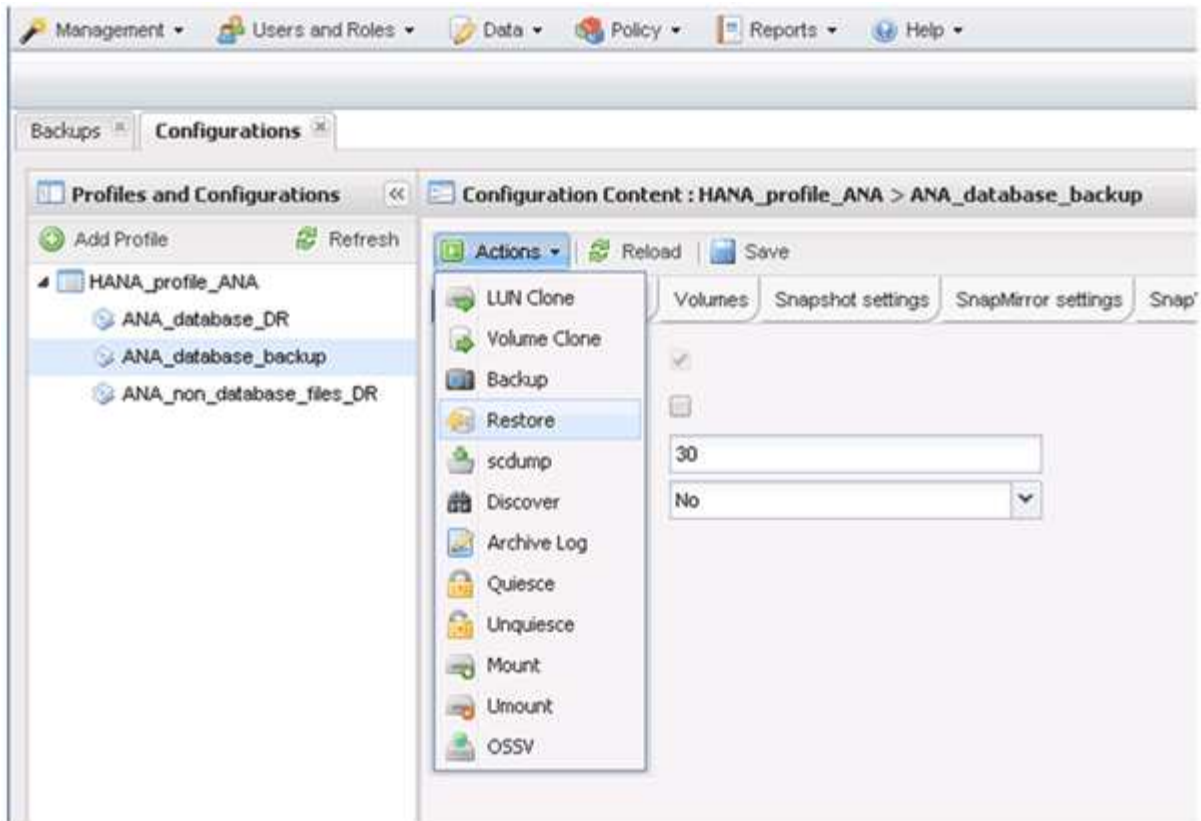 Management Users and Roles Data Policy Reports Help
Backups Configurations
Profiles and Configurations
Configuration Content : HANA_profile_ANA > ANA_database_backup
Add Profile Refresh
Actions Reload Save
HANA_profile_ANA
ANA_database_DR
ANA_database_backup
ANA_non_database_files_DR
Volumes Snapshot settings SnapMirror settings Snap
LUN Clone
Volume Clone
Backup
Restore
scdump
Discover
Archive Log
Quiesce
Unquiesce
Mount
Umount
OSSV
30
No